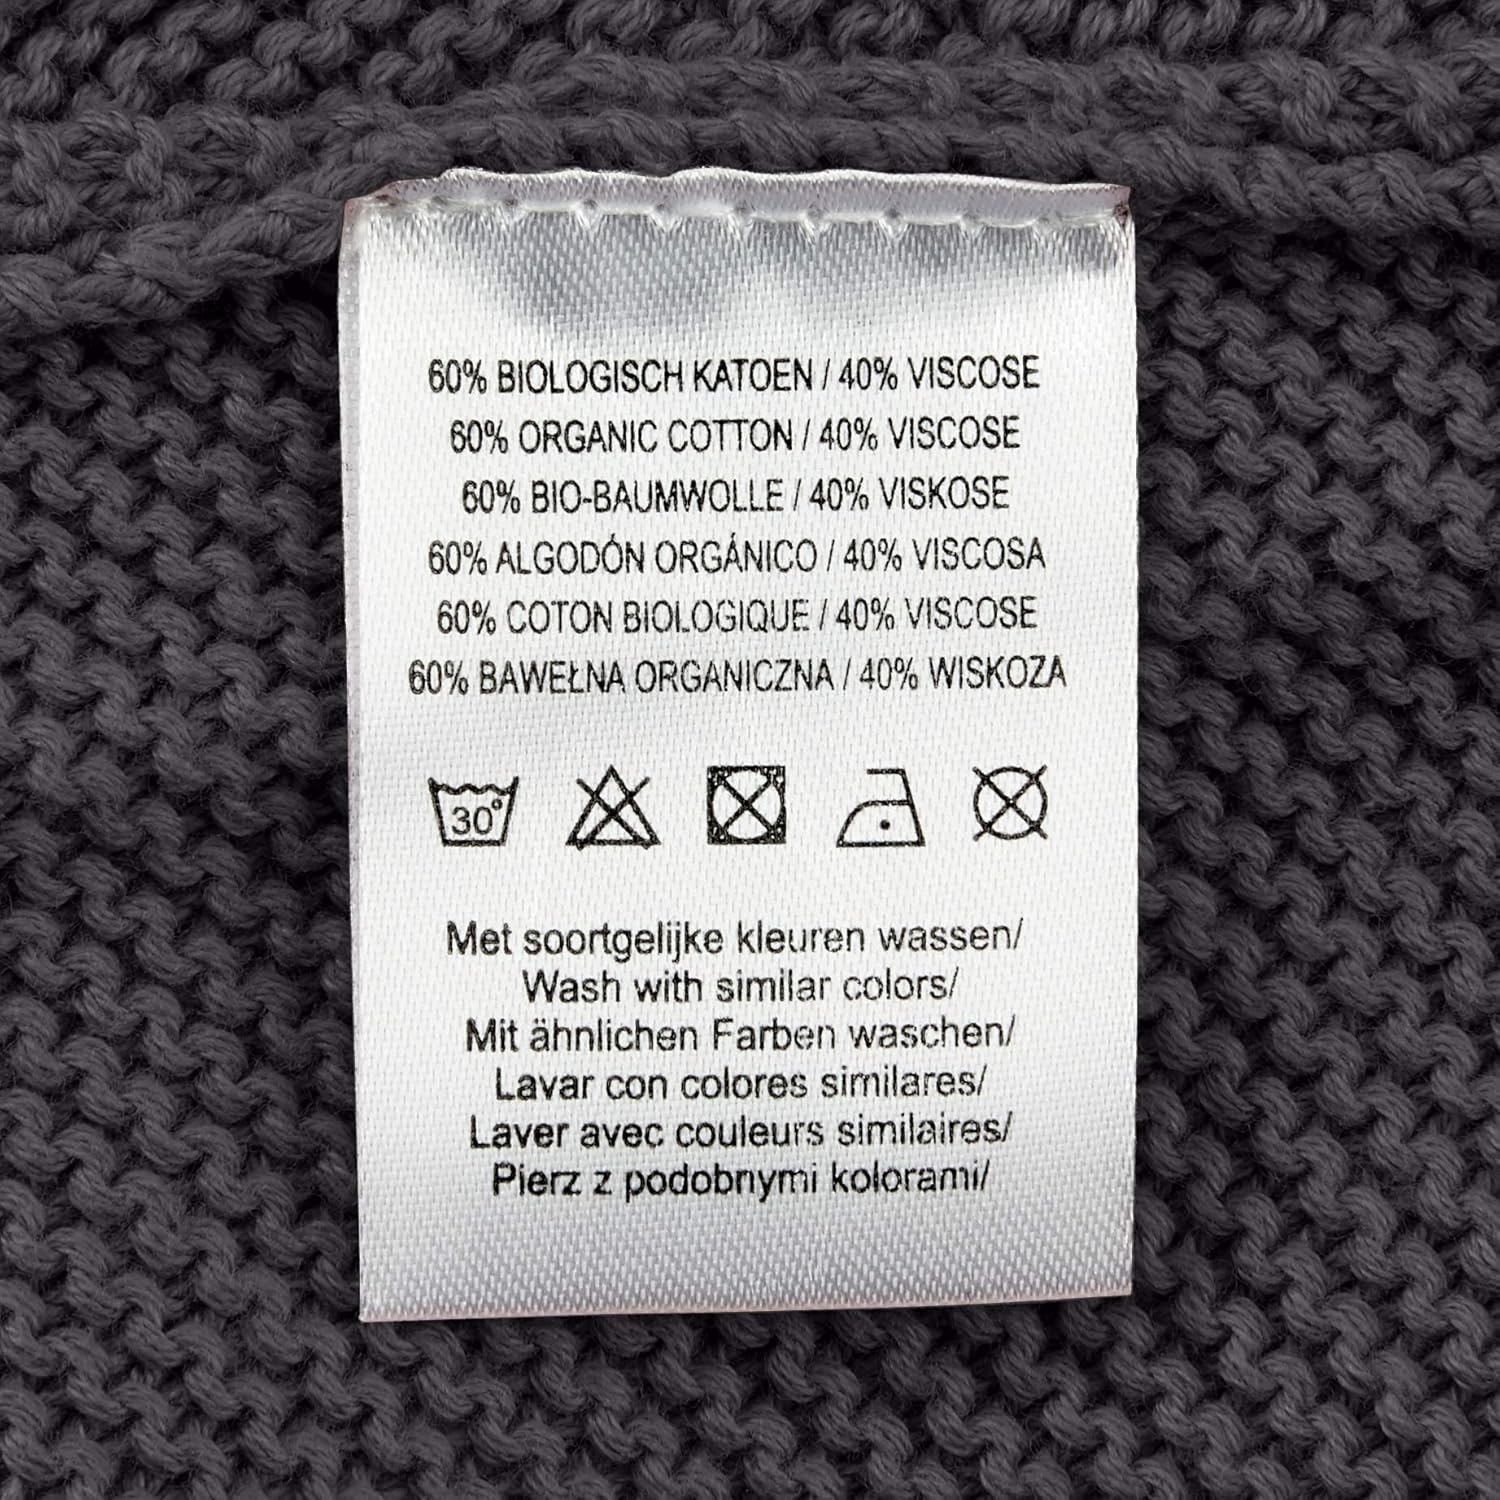 60% BIOLOGISCH KATOEN / 40% VISCOSE
60% ORGANIC COTTON / 40% VISCOSE
60% BIO-BAUMWOLLE / 40% VISKOSE
60% ALGODÓN ORGÁNICO / 40% VISCOSA
60% COTON BIOLOGIQUE / 40% VISCOSE
60% BAWEŁNA ORGANICZNA / 40% WISKOZA
30°
Met soortgelijke kleuren wassen/
Wash with similar colors/
Mit ähnlichen Farben waschen/
Lavar con colores similares/
Laver avec couleurs similaires/
Pierz z podobnymi kolorami/